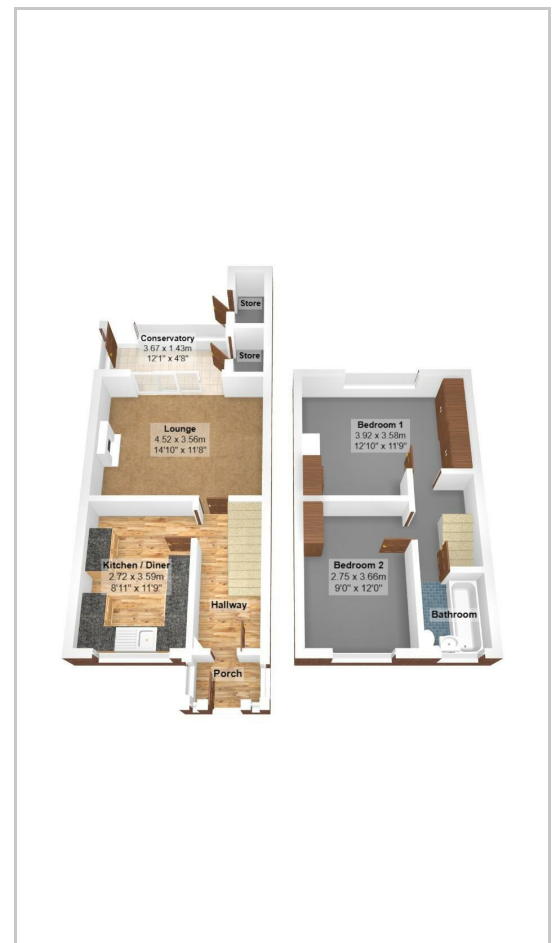 Store
Conservatory
3.67 x 1.43m
12'1" x 4'8"
Store
Lounge
4.52 x 3.56m
14'10" x 11'8"
Kitchen / Diner
2.72 x 3.59m
8'11" x 11'9"
Hallway
Porch
Bedroom 1
3.92 x 3.58m
12'10" x 11'9"
Bedroom 2
2.75 x 3.66m
9'0" x 12'0"
Bathroom